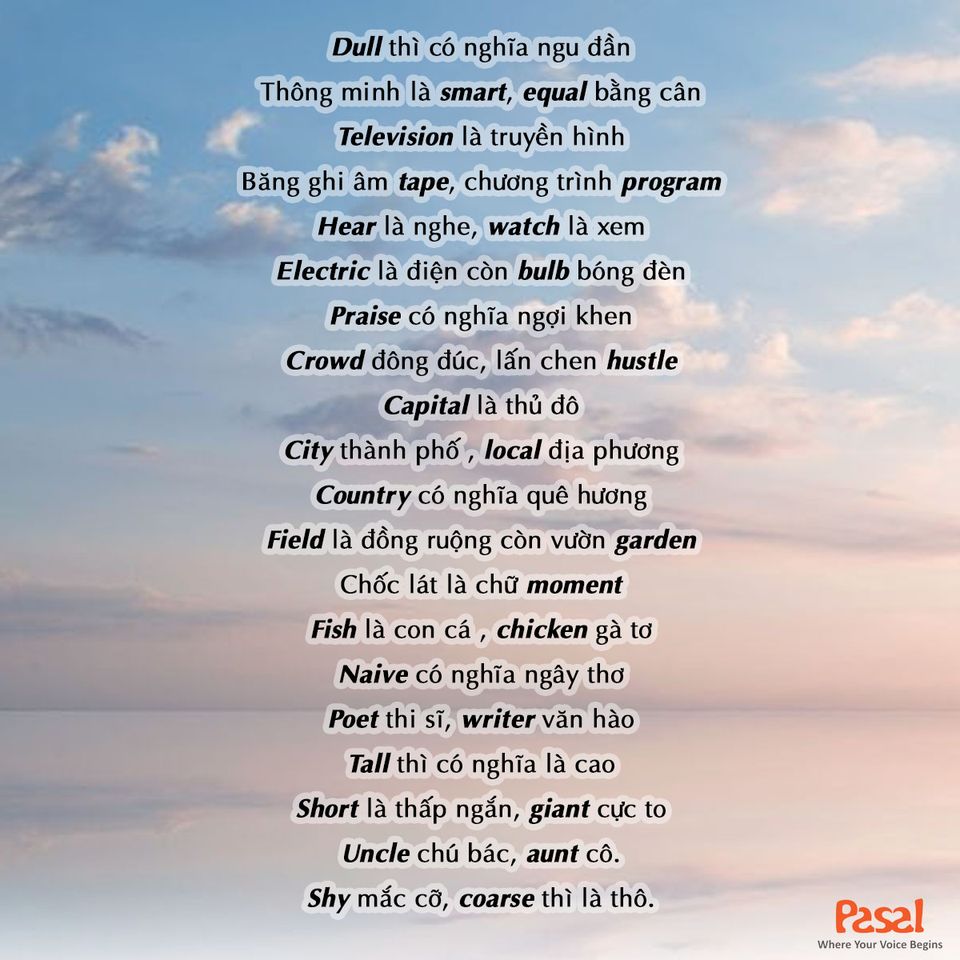 Dull thì có nghĩa ngu đần
Thông minh là smart, equal bằng cân
Television là truyền hình
Băng ghi âm tape, chương trình program
Hear là nghe, watch là xem
Electric là điện còn bulb bóng đèn
Praise có nghĩa ngợi khen
Crowd đông đúc, lấn chen hustle
Capital là thủ đô
City thành phố , local địa phương
Country có nghĩa quê hương
Field là đồng ruộng còn vườn garden
Chốc lát là chữ moment
Fish là con cá , chicken gà tơ
Naive có nghĩa ngây thơ
Poet thi sĩ, writer văn hào
Tall thì có nghĩa là cao
Short là thấp ngắn, giant cực to
Uncle chú bác, aunt cô.
Shy mắc cỡ, coarse thì là thô.
Pasal
Where Your Voice Begins